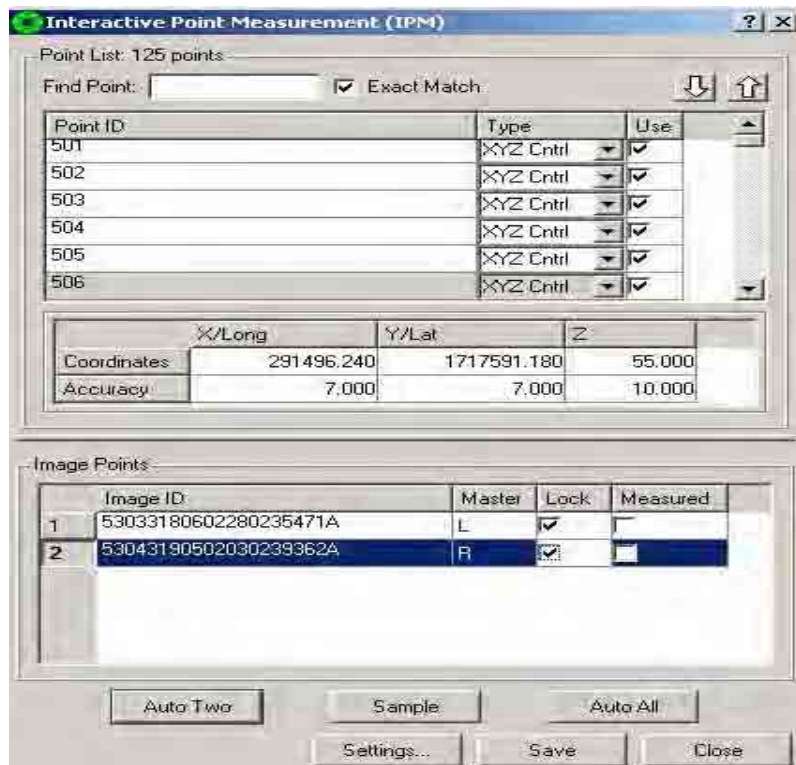 Interactive Point Measurement (IPM)
Point List: 125 points
Find Point: Exact Match
Point ID Type Use
501 XYZ Cntrl
502 XYZ Cntrl
503 XYZ Cntrl
504 XYZ Cntrl
505 XYZ Cntrl
506 XYZ Cntrl
X/Long Y/Lat Z
Coordinates 291496.240 1717591.180 55.000
Accuracy 7.000 7.000 10.000
Image Points
Image ID Master Lock Measured
1 53033180602280235471A L
2 53043190502030239362A R
Auto Two Sample Auto All
Settings... Save Close